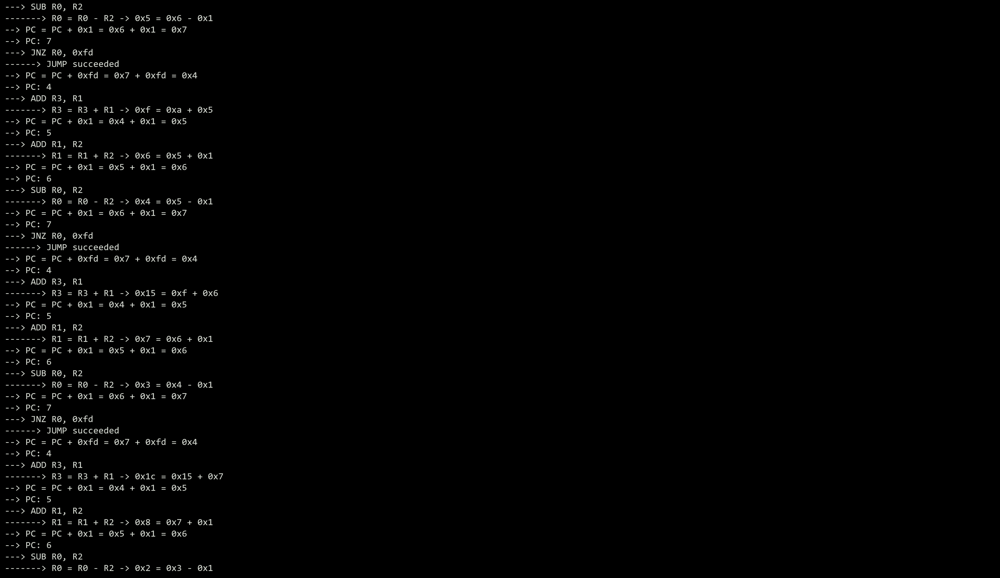 ---> SUB R0, R2
-------> R0 = R0 - R2 -> 0x5 = 0x6 - 0x1
--> PC = PC + 0x1 = 0x6 + 0x1 = 0x7
--> PC: 7
---> JNZ R0, 0xfd
------> JUMP succeeded
--> PC = PC + 0xfd = 0x7 + 0xfd = 0x4
--> PC: 4
---> ADD R3, R1
-------> R3 = R3 + R1 -> 0xf = 0xa + 0x5
--> PC = PC + 0x1 = 0x4 + 0x1 = 0x5
--> PC: 5
---> ADD R1, R2
-------> R1 = R1 + R2 -> 0x6 = 0x5 + 0x1
--> PC = PC + 0x1 = 0x5 + 0x1 = 0x6
--> PC: 6
---> SUB R0, R2
-------> R0 = R0 - R2 -> 0x4 = 0x5 - 0x1
--> PC = PC + 0x1 = 0x6 + 0x1 = 0x7
--> PC: 7
---> JNZ R0, 0xfd
------> JUMP succeeded
--> PC = PC + 0xfd = 0x7 + 0xfd = 0x4
--> PC: 4
---> ADD R3, R1
-------> R3 = R3 + R1 -> 0x15 = 0xf + 0x6
--> PC = PC + 0x1 = 0x4 + 0x1 = 0x5
--> PC: 5
---> ADD R1, R2
-------> R1 = R1 + R2 -> 0x7 = 0x6 + 0x1
--> PC = PC + 0x1 = 0x5 + 0x1 = 0x6
--> PC: 6
---> SUB R0, R2
-------> R0 = R0 - R2 -> 0x3 = 0x4 - 0x1
--> PC = PC + 0x1 = 0x6 + 0x1 = 0x7
--> PC: 7
---> JNZ R0, 0xfd
------> JUMP succeeded
--> PC = PC + 0xfd = 0x7 + 0xfd = 0x4
--> PC: 4
---> ADD R3, R1
-------> R3 = R3 + R1 -> 0x1c = 0x15 + 0x7
--> PC = PC + 0x1 = 0x4 + 0x1 = 0x5
--> PC: 5
---> ADD R1, R2
-------> R1 = R1 + R2 -> 0x8 = 0x7 + 0x1
--> PC = PC + 0x1 = 0x5 + 0x1 = 0x6
--> PC: 6
---> SUB R0, R2
-------> R0 = R0 - R2 -> 0x2 = 0x3 - 0x1